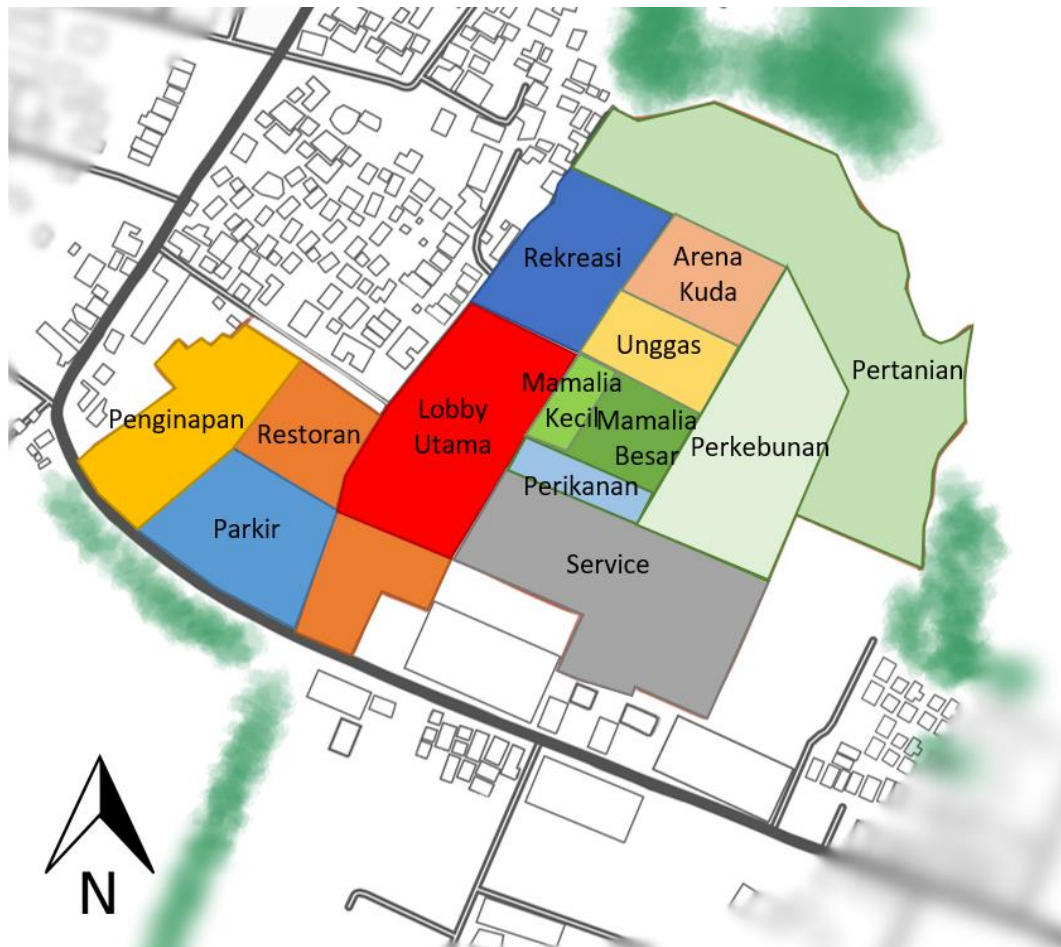 Rekreasi
Arena
Kuda
Unggas
Pertanian
Mamalia
Kecil
Mamalia
Besar
Penginapan
Restoran
Lobby
Utama
Perkebunan
Perikanan
Parkir
Service
N